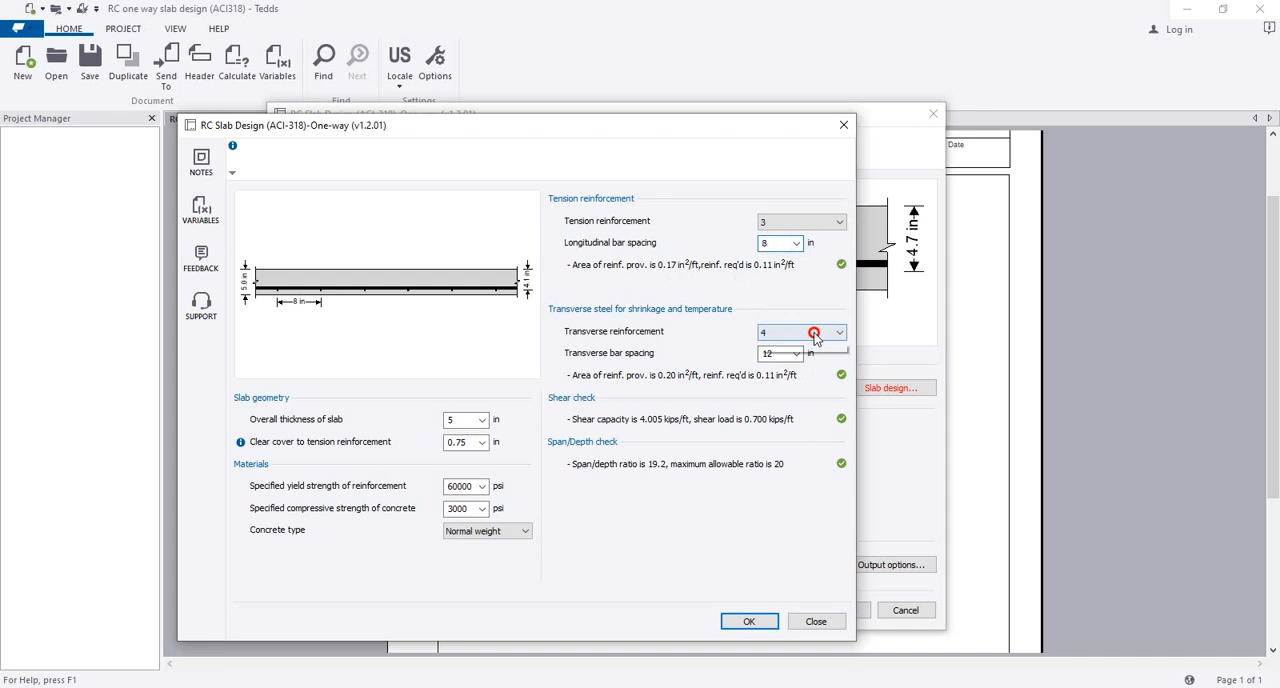 RC one way slab design (ACI318) - Tedds
HOME PROJECT VIEW HELP
Log in
New Open Save Duplicate Send To Header Calculate Variables Find Next US Locale Options
Document Find Settings
Project Manager
Date
RC Slab Design (ACI-318)-One-way (v1.2.01)
NOTES
VARIABLES
FEEDBACK
SUPPORT
5.0 in
8 in
4.1 in
4.7 in
Tension reinforcement
Tension reinforcement 3
Longitudinal bar spacing 8 in
- Area of reinf. prov. is 0.17 in²/ft,reinf. req'd is 0.11 in²/ft
Transverse steel for shrinkage and temperature
Transverse reinforcement 4
Transverse bar spacing 12 in
- Area of reinf. prov. is 0.20 in²/ft, reinf. req'd is 0.11 in²/ft
Slab design...
Slab geometry
Overall thickness of slab 5 in
Clear cover to tension reinforcement 0.75 in
Materials
Specified yield strength of reinforcement 60000 psi
Specified compressive strength of concrete 3000 psi
Concrete type Normal weight
Shear check
- Shear capacity is 4.005 kips/ft, shear load is 0.700 kips/ft
Span/Depth check
- Span/depth ratio is 19.2, maximum allowable ratio is 20
Output options...
OK Close
Cancel
For Help, press F1
Page 1 of 1